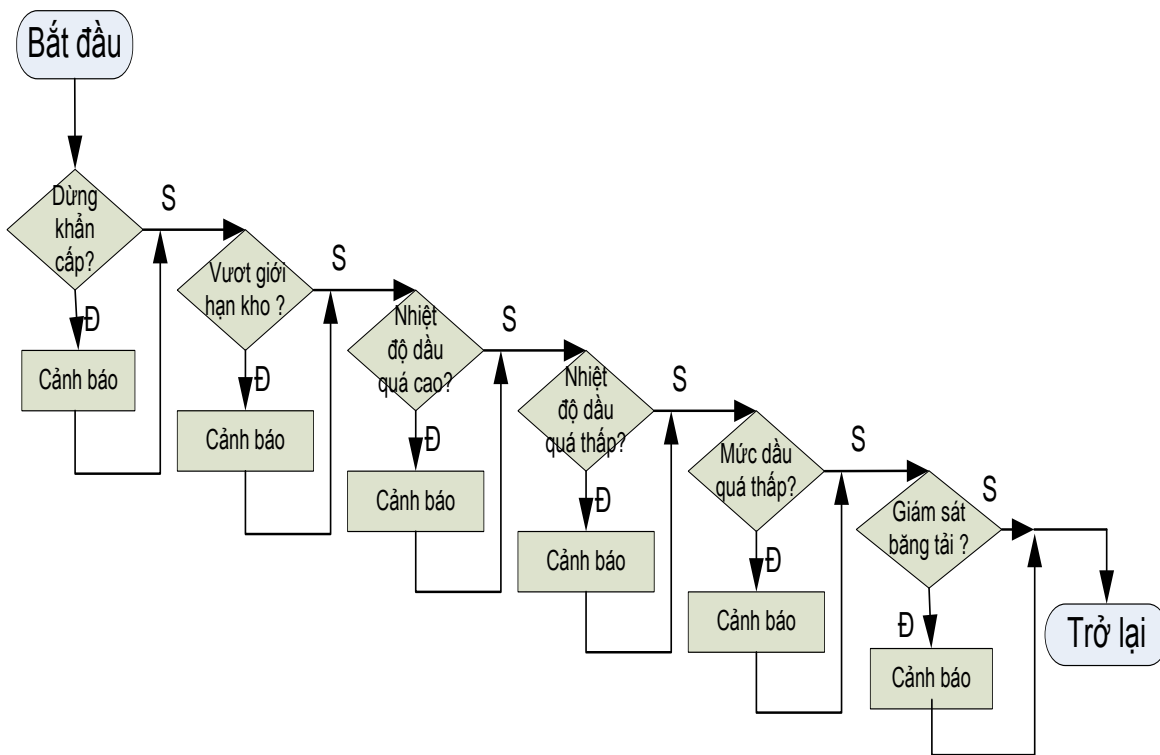 Bắt đầu
Dừng
khẩn
cấp?
S
Đ
Cảnh báo
Vươt giới
hạn kho ?
S
Đ
Cảnh báo
Nhiệt
độ dầu
quá cao?
S
Đ
Cảnh báo
Nhiệt
độ dầu
quá thấp?
S
Đ
Cảnh báo
Mức dầu
quá thấp?
S
Đ
Cảnh báo
Giám sát
băng tải ?
S
Đ
Cảnh báo
Trở lại